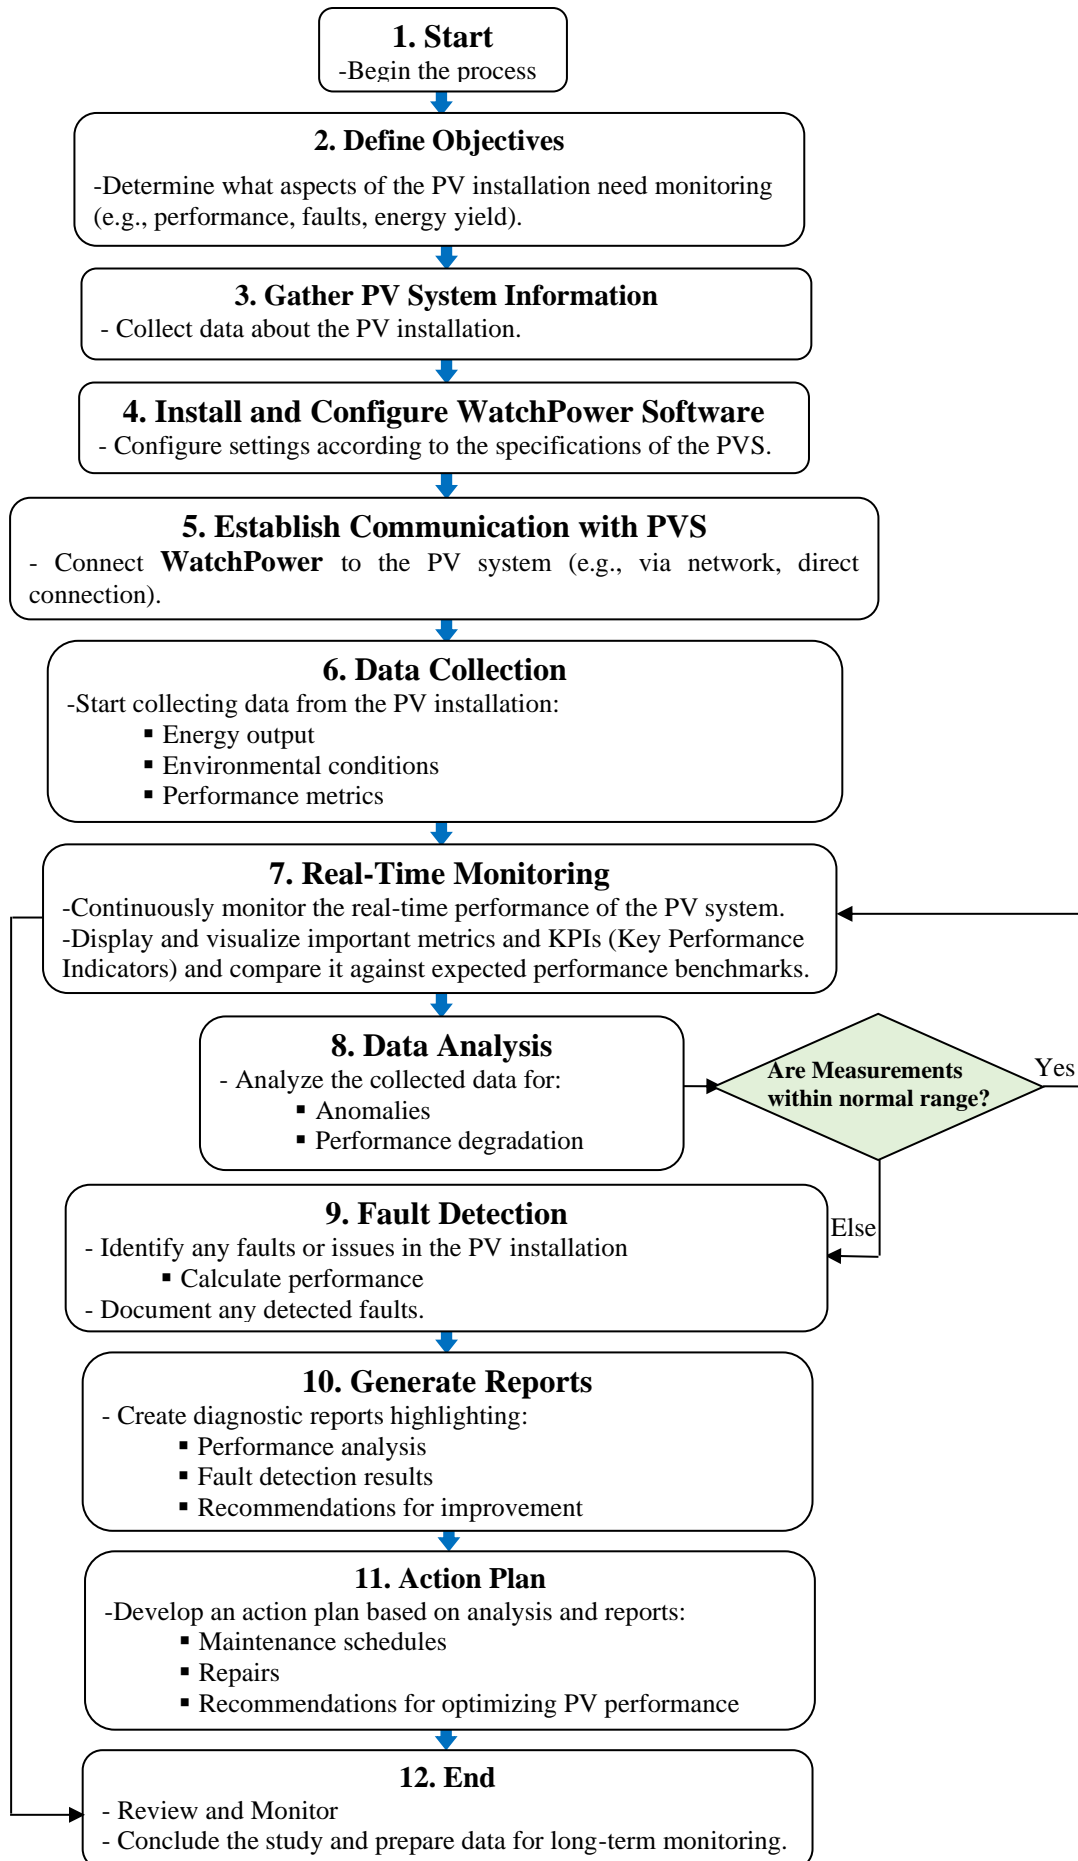 1. Start
-Begin the process
2. Define Objectives
-Determine what aspects of the PV installation need monitoring
(e.g., performance, faults, energy yield).
3. Gather PV System Information
- Collect data about the PV installation.
4. Install and Configure WatchPower Software
- Configure settings according to the specifications of the PVS.
5. Establish Communication with PVS
- Connect WatchPower to the PV system (e.g., via network, direct
connection).
6. Data Collection
-Start collecting data from the PV installation:
▪ Energy output
▪ Environmental conditions
▪ Performance metrics
7. Real-Time Monitoring
-Continuously monitor the real-time performance of the PV system.
-Display and visualize important metrics and KPIs (Key Performance
Indicators) and compare it against expected performance benchmarks.
8. Data Analysis
- Analyze the collected data for:
▪ Anomalies
▪ Performance degradation
Are Measurements
within normal range?
Yes
Else
9. Fault Detection
- Identify any faults or issues in the PV installation
▪ Calculate performance
- Document any detected faults.
10. Generate Reports
- Create diagnostic reports highlighting:
▪ Performance analysis
▪ Fault detection results
▪ Recommendations for improvement
11. Action Plan
-Develop an action plan based on analysis and reports:
▪ Maintenance schedules
▪ Repairs
▪ Recommendations for optimizing PV performance
12. End
- Review and Monitor
- Conclude the study and prepare data for long-term monitoring.